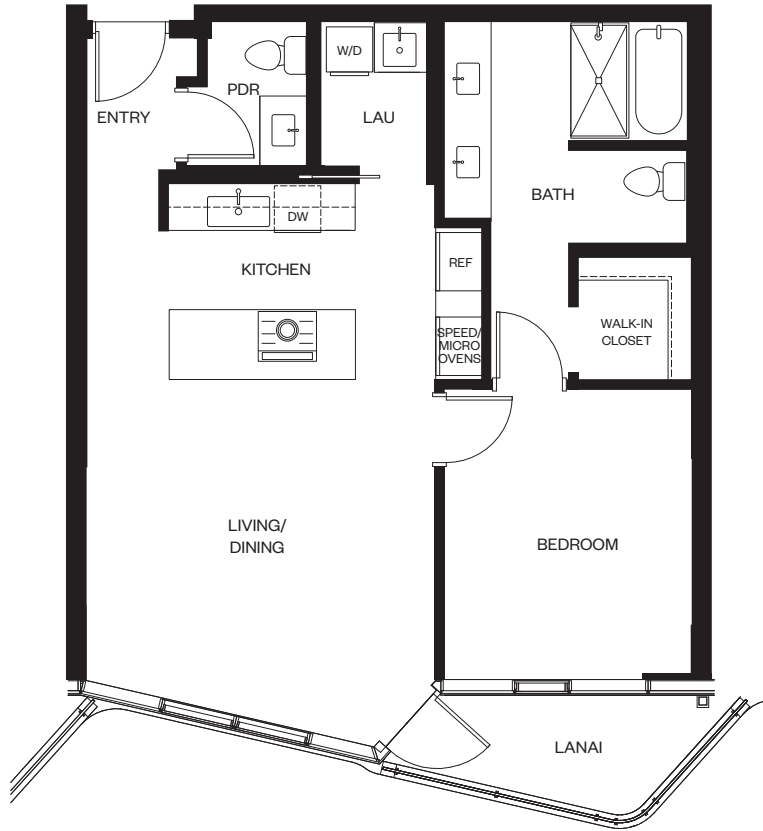 W/D
PDR
ENTRY
LAU
BATH
DW
KITCHEN
REF
SPEED/
MICRO
OVENS
WALK-IN
CLOSET
LIVING/
DINING
BEDROOM
LANAI